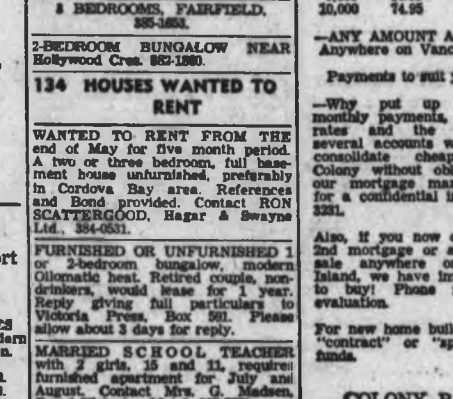 8 BEDROOMS, FAIRFIELD,
385-1653.
2-BEDROOM BUNGALOW NEAR
Hollywood Cres. 382-1380.
134 HOUSES WANTED TO
RENT
WANTED TO RENT FROM THE
end of May for five month period.
A two or three bedroom, full base-
ment house unfurnished, preferably
in Cordova Bay area. References
and Bond provided. Contact RON
SCATTERGOOD, Hagar & Swayne
Ltd., 384-0531.
FURNISHED OR UNFURNISHED 1
or 2-bedroom bungalow, modern
Oilomatic heat. Retired couple, non-
drinkers, would lease for 1 year.
Reply giving full particulars to
Victoria Press, Box 591. Please
allow about 3 days for reply.
MARRIED SCHOOL TEACHER
with 2 girls, 15 and 11, requires
furnished apartment for July and
August. Contact Mrs. G. Madsen,
10,000 74.95
—ANY AMOUNT A
Anywhere on Vanc
Payments to suit y
—Why put up
monthly payments,
rates and the
several accounts w
consolidate cheap
Colony without obl
our mortgage man
for a confidential in
3231.
Also, if you now
2nd mortgage or a
sale anywhere o
Island, we have im
to buy! Phone
evaluation.
For new home buil
"contract" or "sp
funds.
COLONY